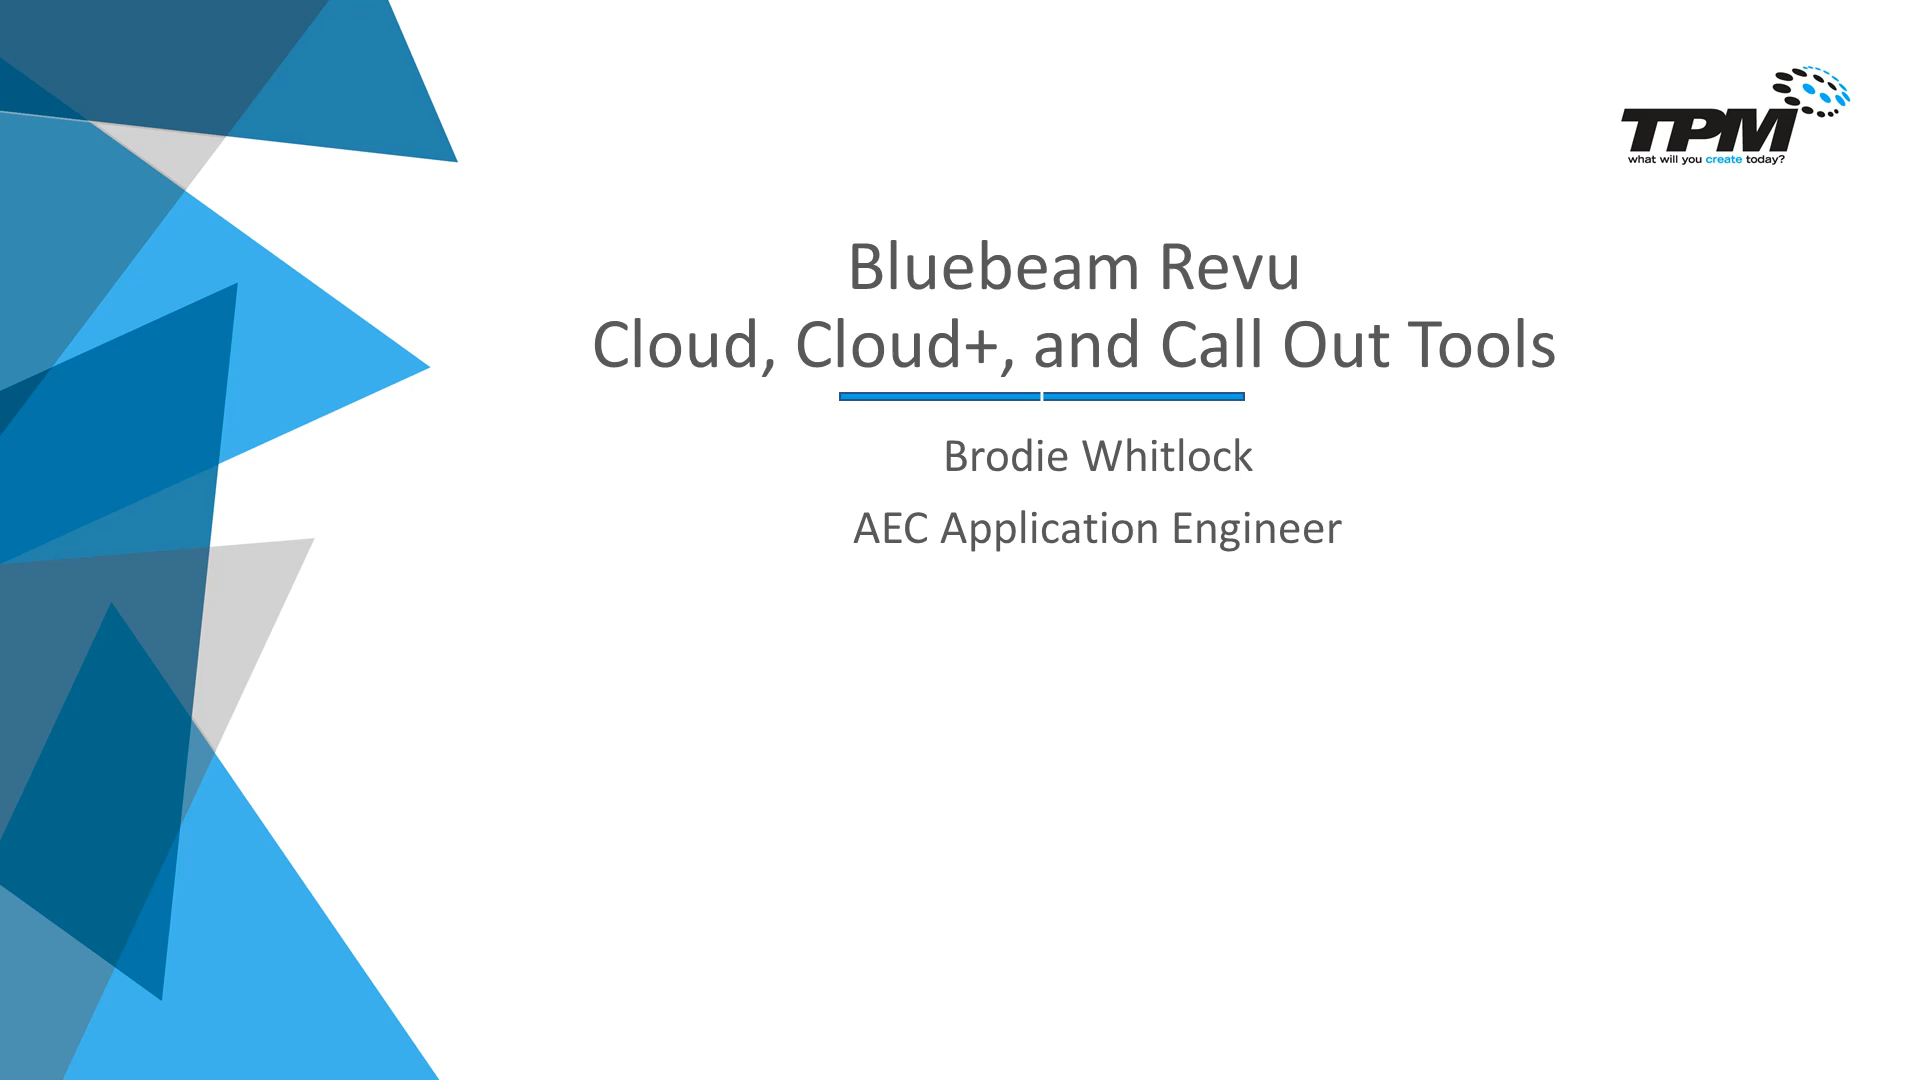 TPM
what will you create today?
Bluebeam Revu
Cloud, Cloud+, and Call Out Tools
Brodie Whitlock
AEC Application Engineer